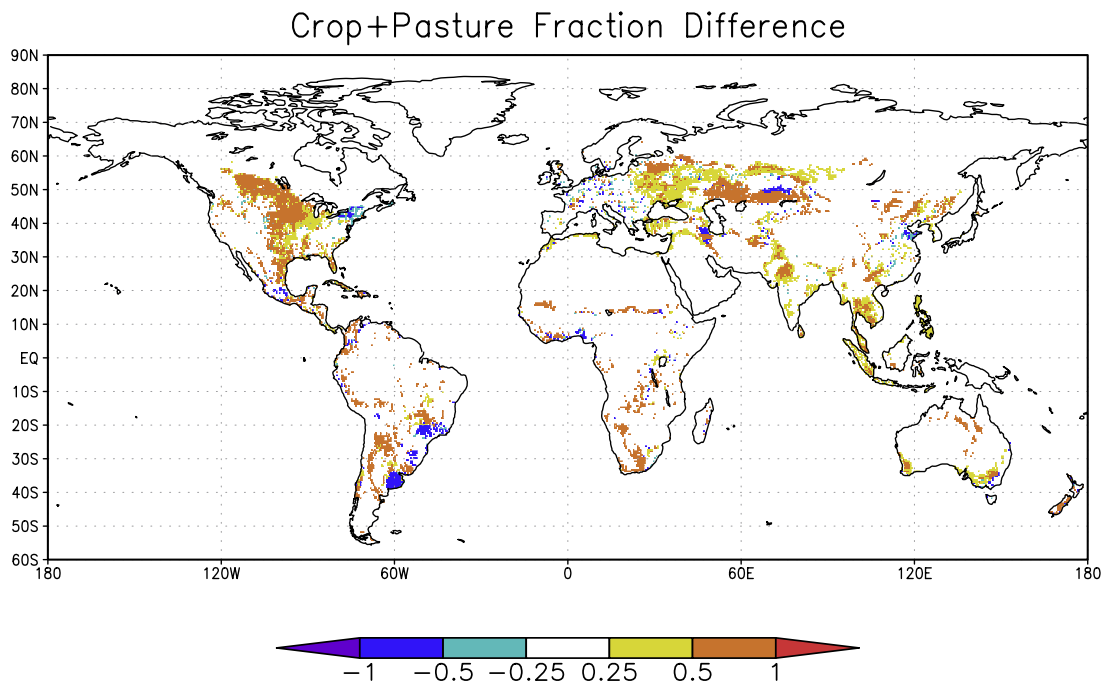 Crop+Pasture Fraction Difference
90N
80N
70N
60N
50N
40N
30N
20N
10N
EQ
10S
20S
30S
40S
50S
60S
180 120W 60W 0 60E 120E 180
−1 −0.5 −0.25 0.25 0.5 1